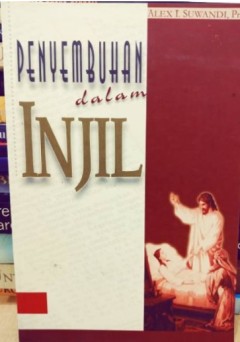 ALEX I. SUWANDI, P
PENYEMBUHAN
dalam
INJIL